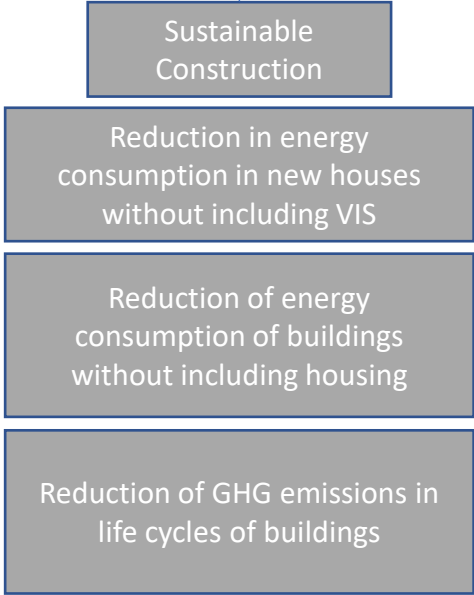 Sustainable
Construction
Reduction in energy
consumption in new houses
without including VIS
Reduction of energy
consumption of buildings
without including housing
Reduction of GHG emissions in
life cycles of buildings